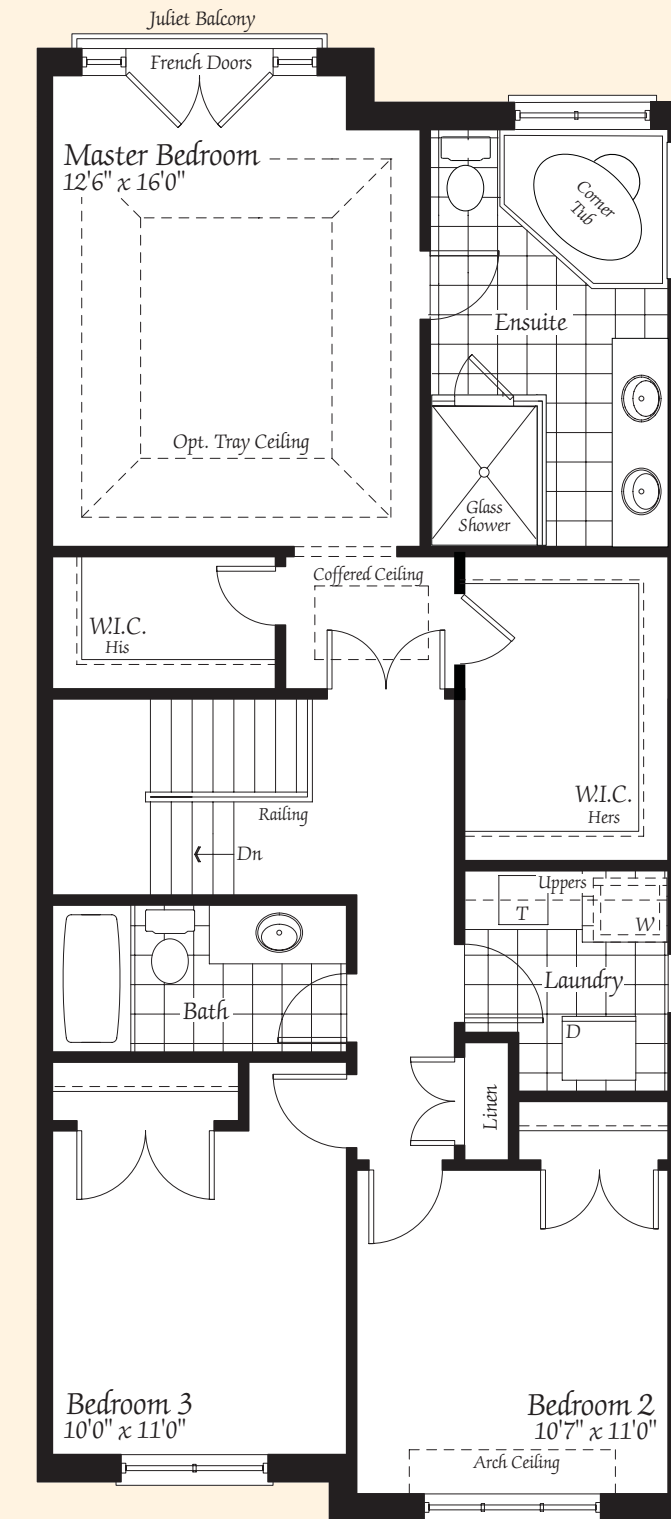 Juliet Balcony
French Doors
Master Bedroom
12'6" x 16'0"
Corner
Tub
Ensuite
Opt. Tray Ceiling
Glass
Shower
Coffered Ceiling
W.I.C.
His
W.I.C.
Hers
Railing
Dn
Uppers
T
W
Laundry
Bath
D
Linen
Bedroom 3
10'0" x 11'0"
Bedroom 2
10'7" x 11'0"
Arch Ceiling